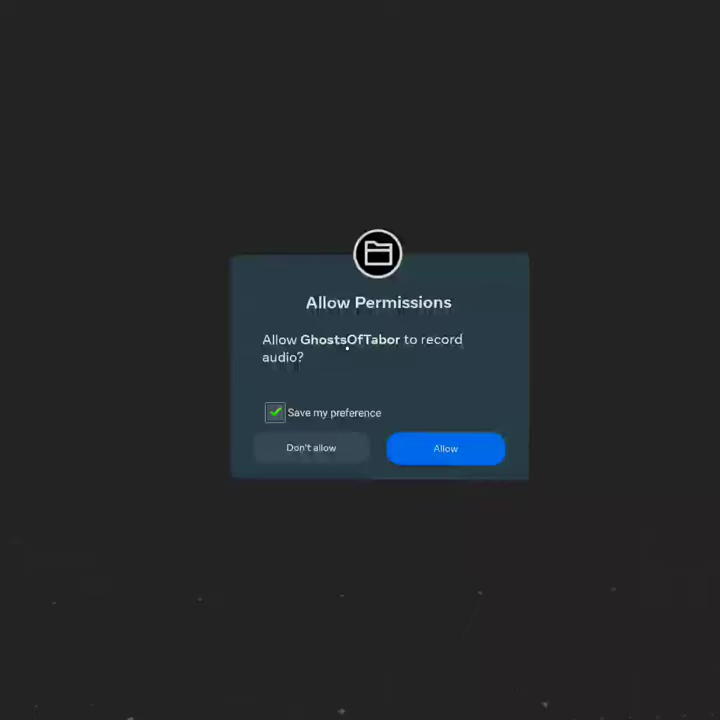 Allow Permissions
Allow GhostsOfTabor to record
audio?
Save my preference
Don't allow
Allow